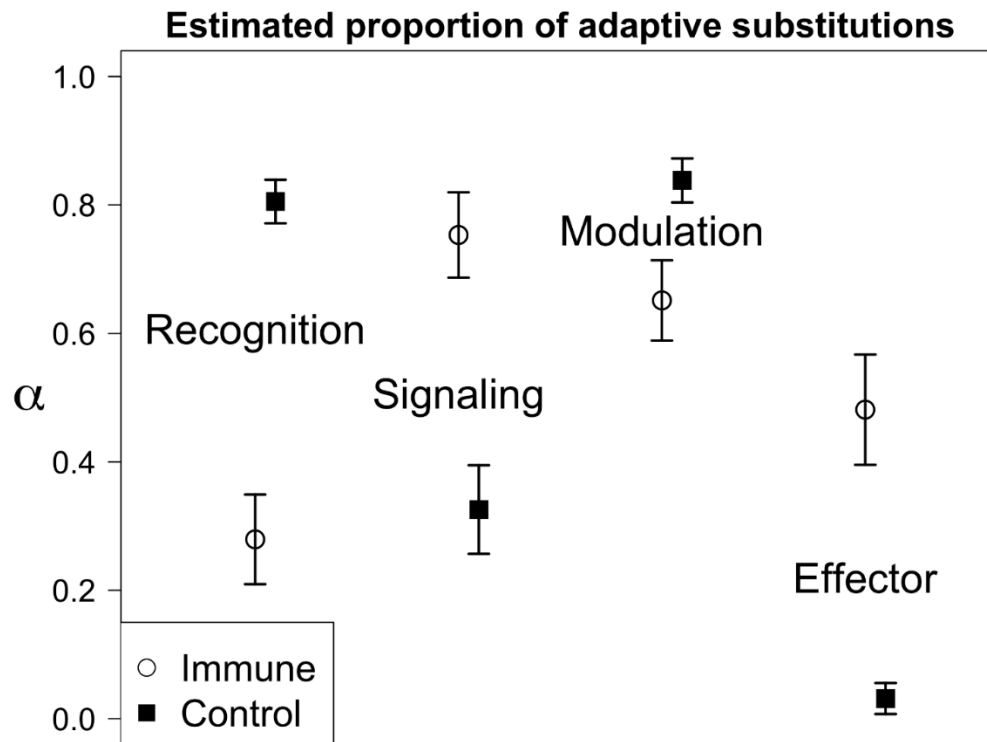 Estimated proportion of adaptive substitutions
1.0
0.8
0.6
0.4
0.2
0.0
α
Recognition
Signaling
Modulation
Effector
Immune
Control